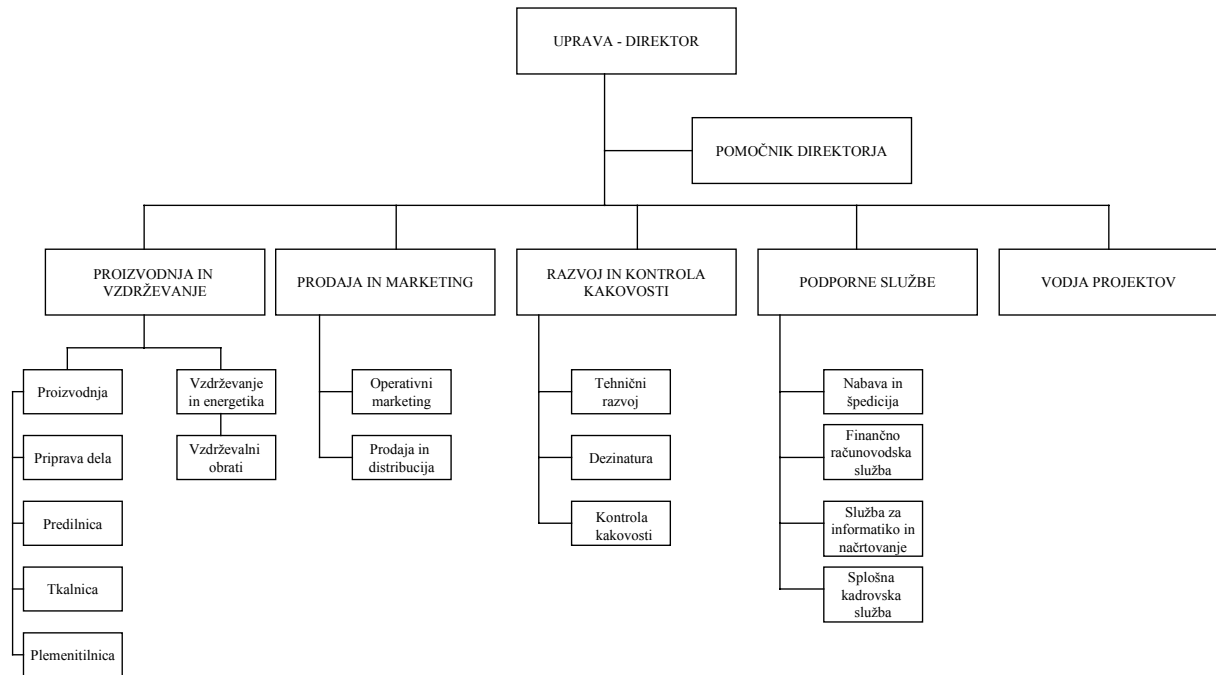 UPRAVA - DIREKTOR
POMOČNIK DIREKTORJA
PROIZVODNJA IN
VZDRŽEVANJE
PRODAJA IN MARKETING
RAZVOJ IN KONTROLA
KAKOVOSTI
PODPORNE SLUŽBE
VODJA PROJEKTOV
Proizvodnja
Priprava dela
Predilnica
Tkalnica
Plemenitilnica
Vzdrževanje
in energetika
Vzdrževalni
obrati
Operativni
marketing
Prodaja in
distribucija
Tehnični
razvoj
Dezinatura
Kontrola
kakovosti
Nabava in
špedicija
Finančno
računovodska
služba
Služba za
informatiko in
načrtovanje
Splošna
kadrovska
služba